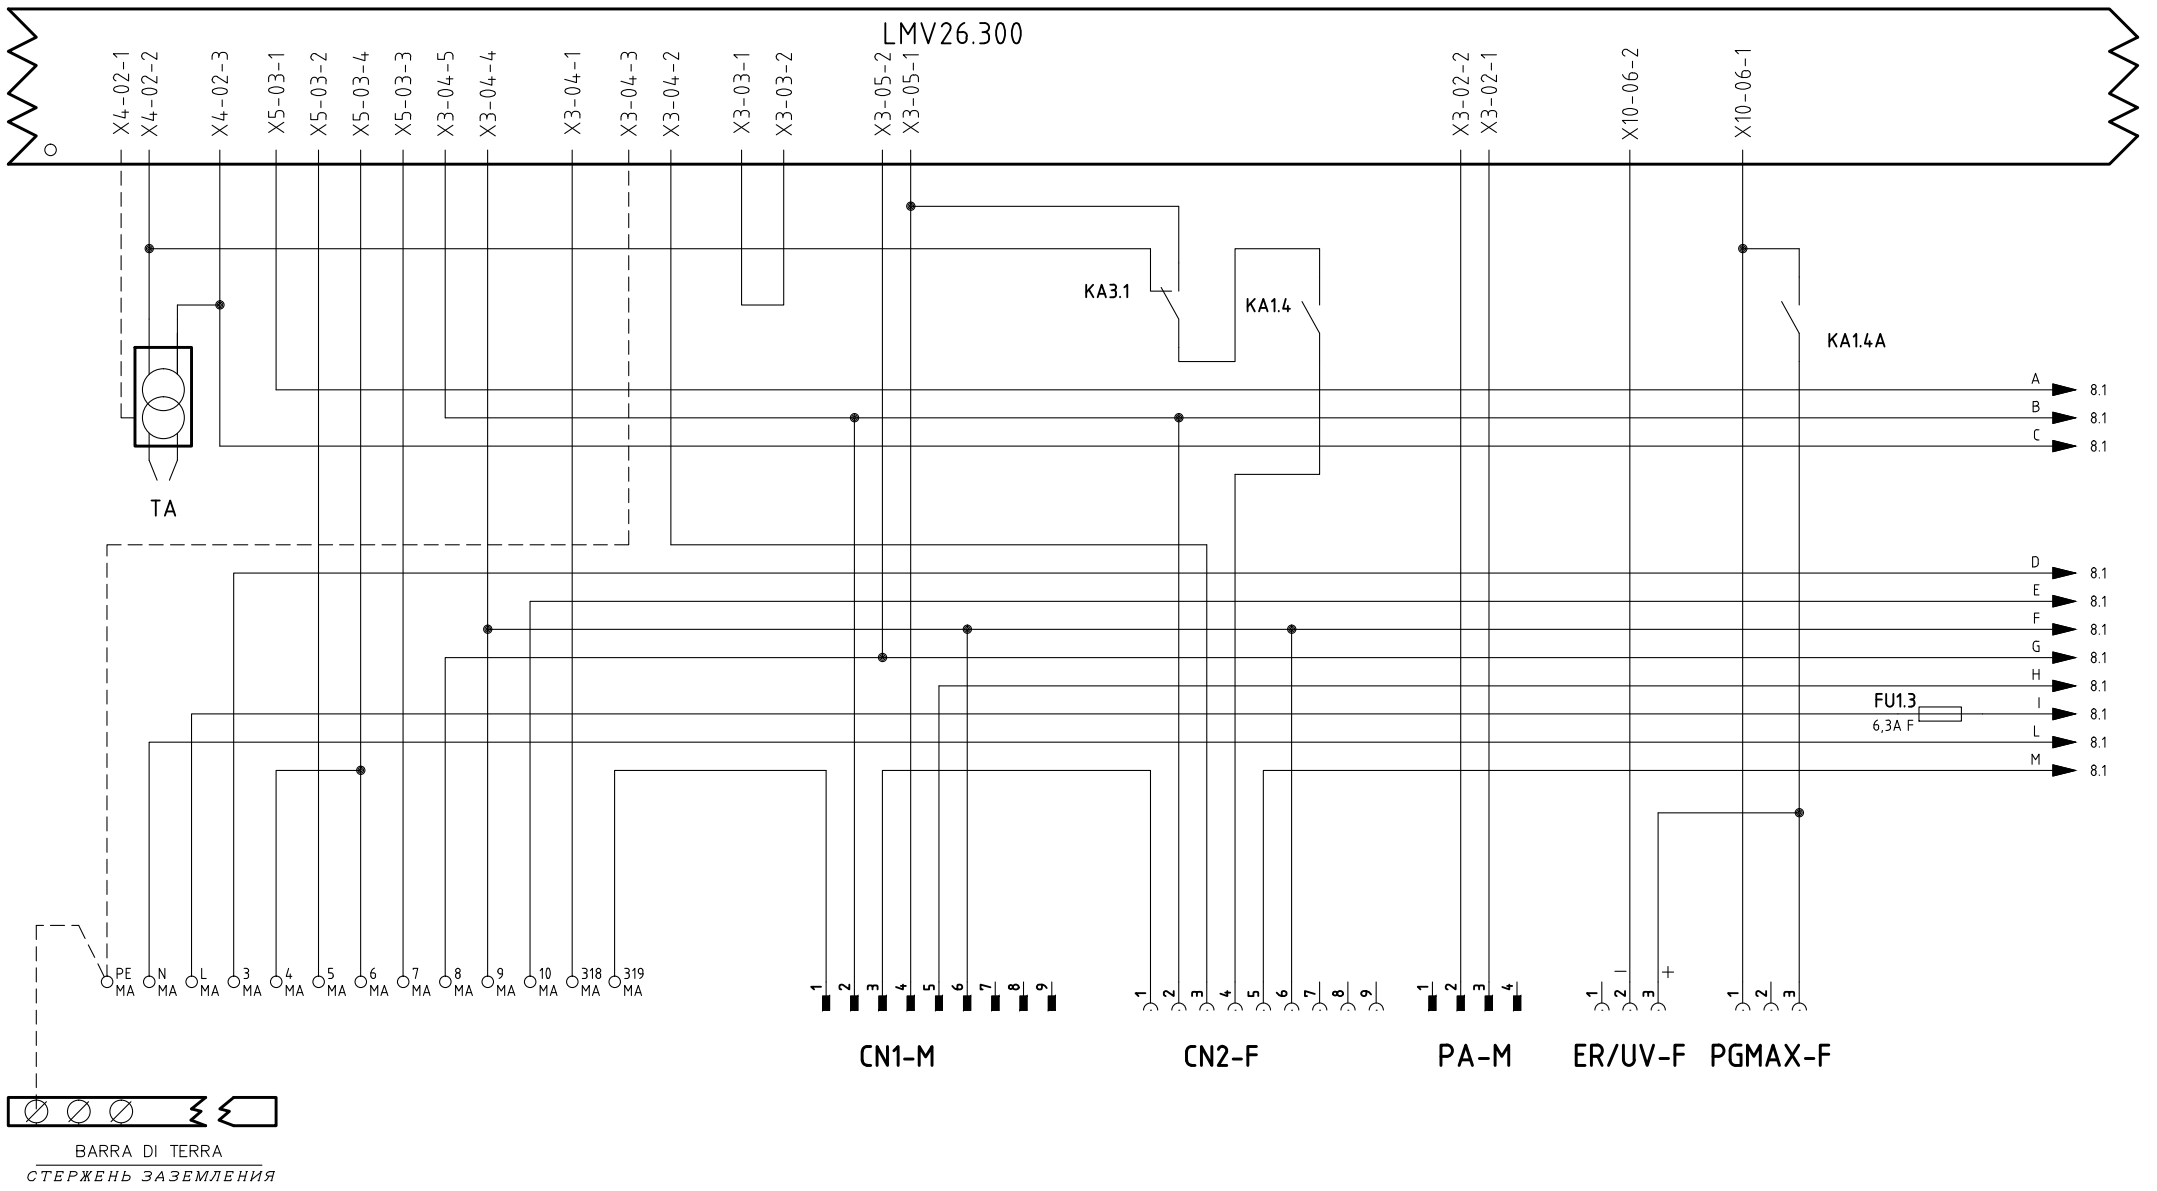 LMV26.300
X4-02-1
X4-02-2
X4-02-3
X5-03-1
X5-03-2
X5-03-4
X5-03-3
X3-04-5
X3-04-4
X3-04-1
X3-04-3
X3-04-2
X3-03-1
X3-03-2
X3-05-2
X3-05-1
X3-02-2
X3-02-1
X10-06-2
X10-06-1
KA3.1
KA1.4
KA1.4A
A 8.1
B 8.1
C 8.1
TA
D 8.1
E 8.1
F 8.1
G 8.1
H 8.1
FU1.3
6,3A F
I 8.1
L 8.1
M 8.1
PE MA
N MA
L MA
3 MA
4 MA
5 MA
6 MA
7 MA
8 MA
9 MA
10 MA
318 MA
319 MA
1 2 3 4 5 6 7 8 9
1 2 3 4 5 6 7 8 9
1 2 3 4
− +
1 2 3
1 2 3
CN1-M
CN2-F
PA-M
ER/UV-F
PGMAX-F
BARRA DI TERRA
СТЕРЖЕНЬ ЗАЗЕМЛЕНИЯ